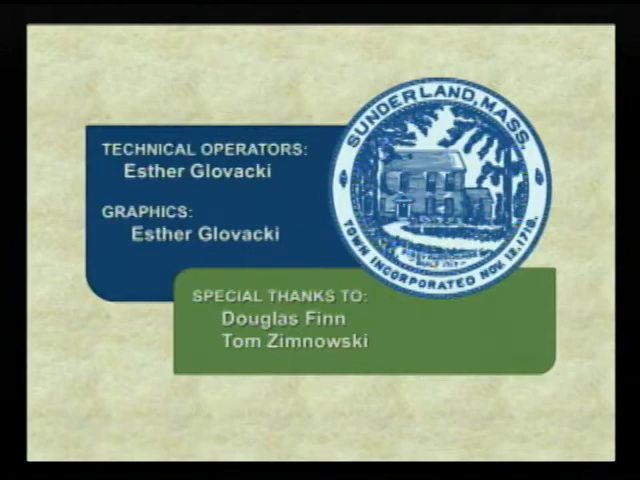 TECHNICAL OPERATORS:
Esther Glovacki
GRAPHICS:
Esther Glovacki
SUNDERLAND, MASS.
TOWN INCORPORATED NOV. 12, 1718.
SPECIAL THANKS TO:
Douglas Finn
Tom Zimnowski